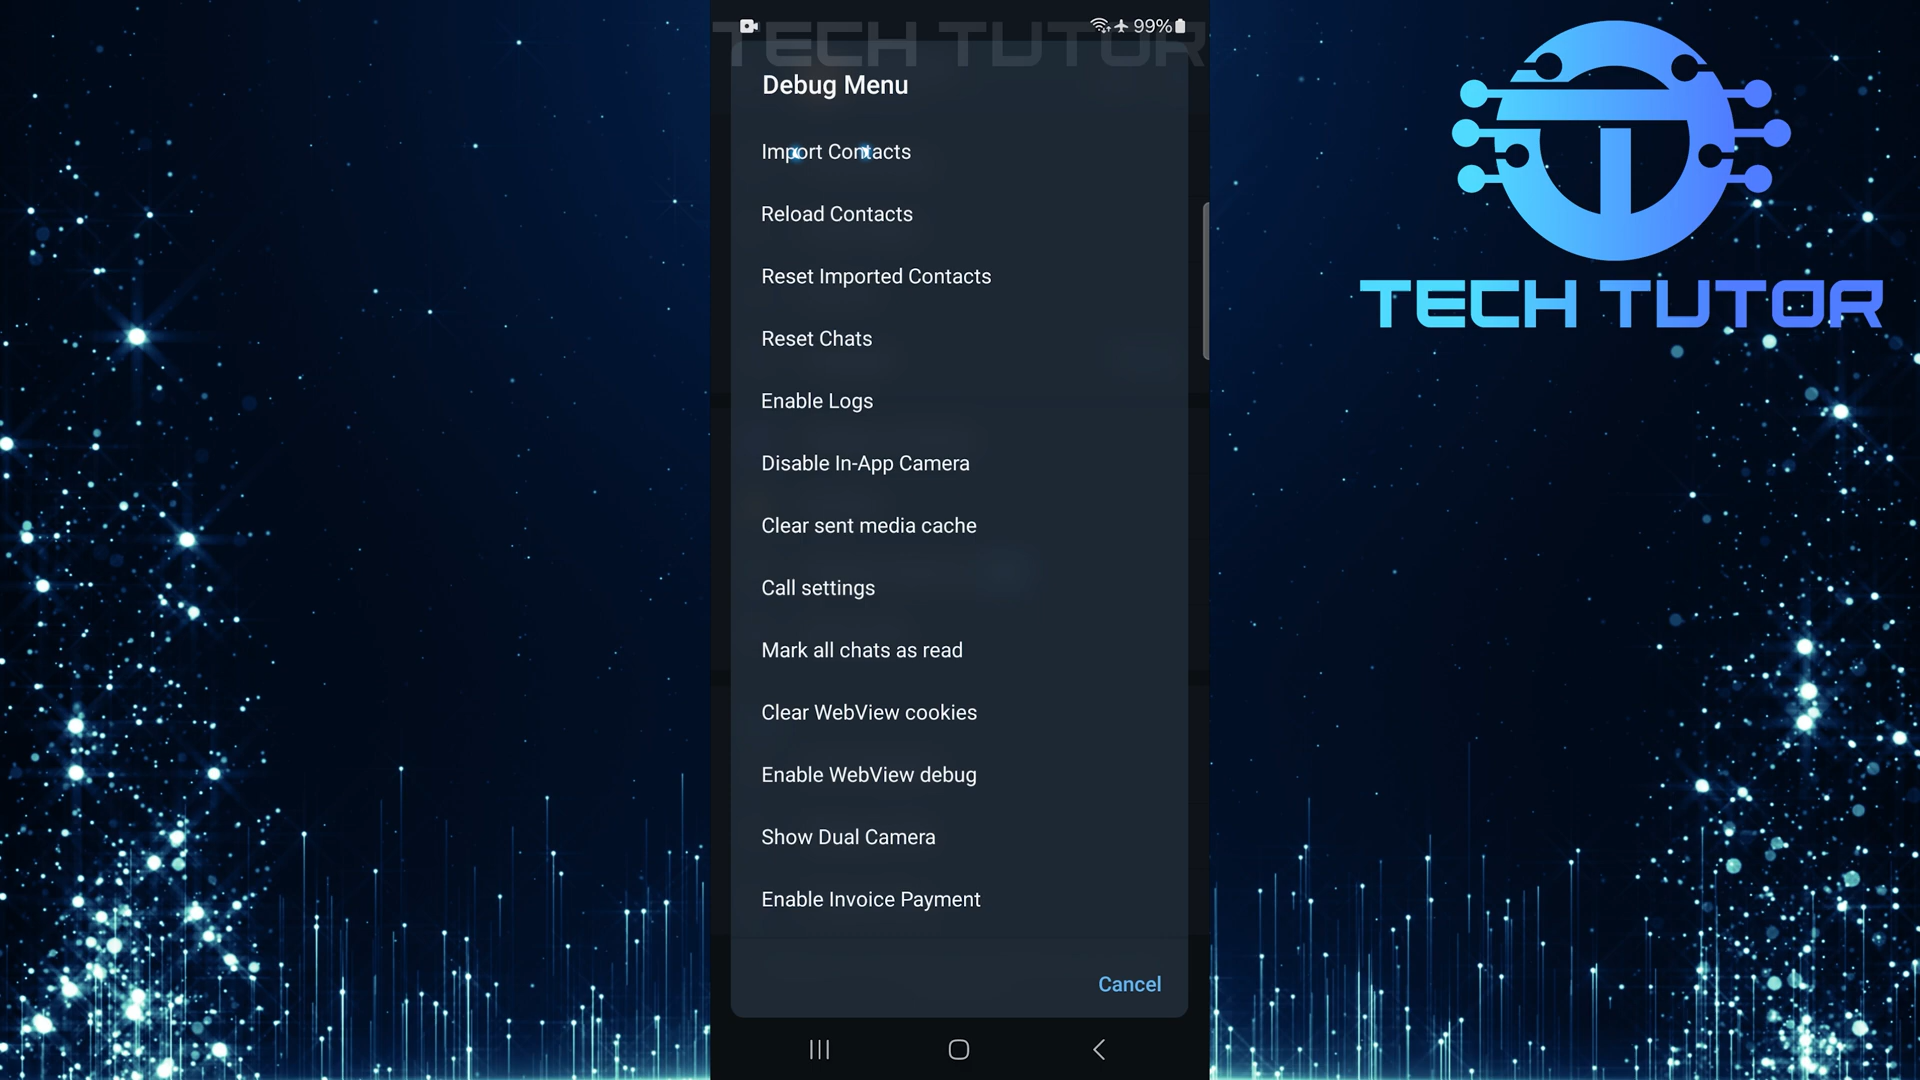 99%
TECH TUTOR
Debug Menu
Import Contacts
Reload Contacts
Reset Imported Contacts
Reset Chats
Enable Logs
Disable In-App Camera
Clear sent media cache
Call settings
Mark all chats as read
Clear WebView cookies
Enable WebView debug
Show Dual Camera
Enable Invoice Payment
Cancel
TECH TUTOR